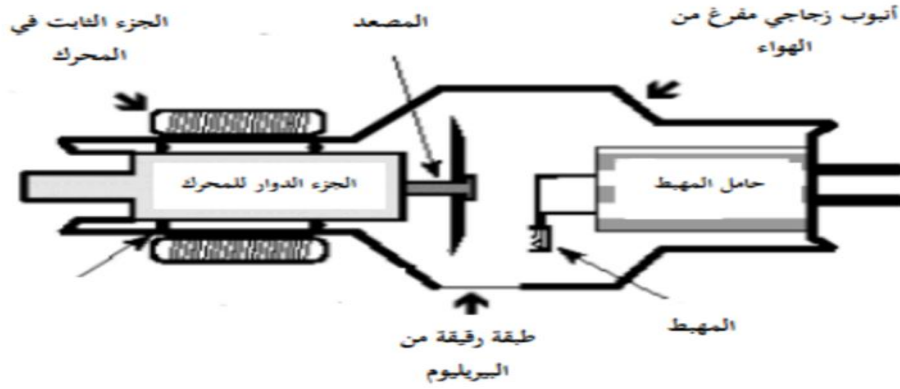 أنبوب زجاجي مفرغ من
الهواء
المصعد
الجزء الثابت في
المحرك
حامل المهبط
الجزء الدوار للمحرك
المهبط
طبقة رقيقة من
البيريليوم